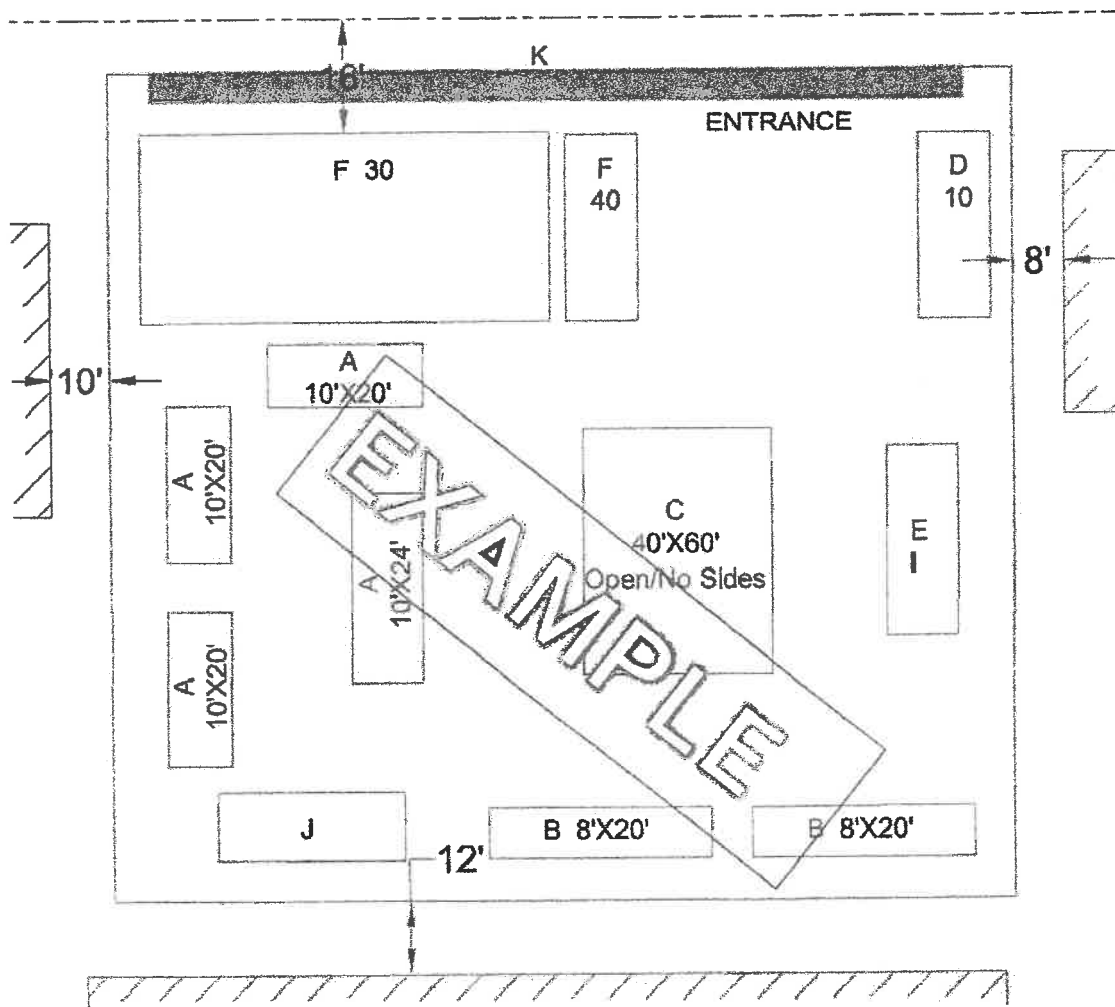 K
16'
ENTRANCE
F 30
F
40
D
10
8'
10'
A
10'X20'
A
10'X20'
A
10'X24'
C
40'X60'
Open/No Sides
E
I
A
10'X20'
EXAMPLE
J
B 8'X20'
B 8'X20'
12'